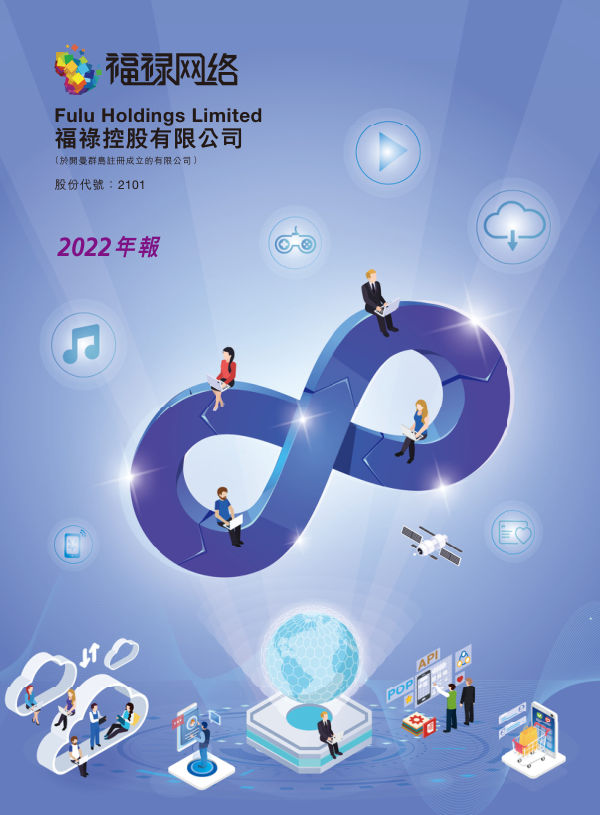 福禄网络
Fulu Holdings Limited
福祿控股有限公司
（於開曼群島註冊成立的有限公司）
股份代號：2101
2022年報
API
POP